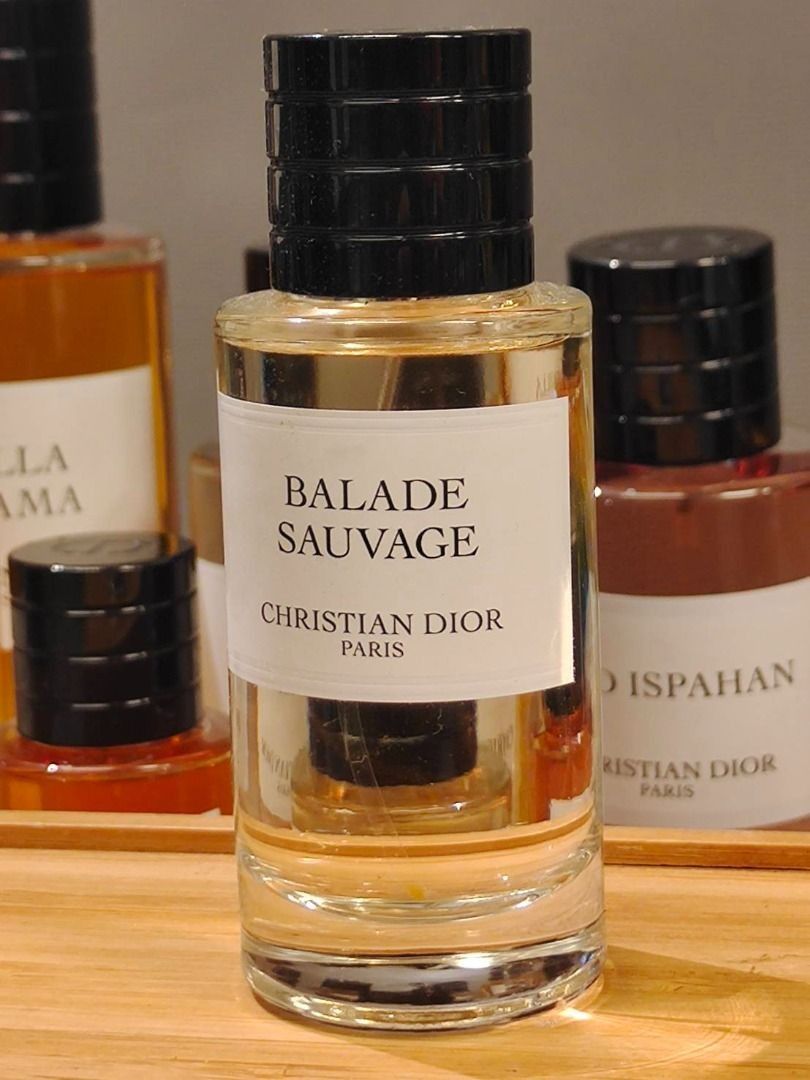 BALADE
SAUVAGE
CHRISTIAN DIOR
PARIS
LLA
AMA
ISPAHAN
RISTIAN DIOR
PARIS